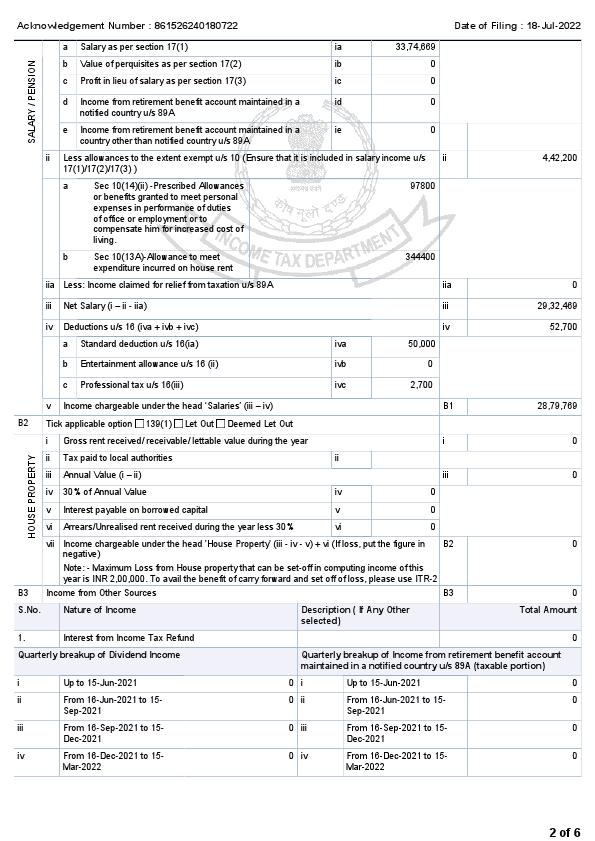 Acknowledgement Number : 861526240180722 Date of Filing : 18-Jul-2022
SALARY / PENSION
a Salary as per section 17(1) ia 33,74,669
b Value of perquisites as per section 17(2) ib 0
c Profit in lieu of salary as per section 17(3) ic 0
d Income from retirement benefit account maintained in a id 0
notified country u/s 89A
e Income from retirement benefit account maintained in a ie 0
country other than notified country u/s 89A
ii Less allowances to the extent exempt u/s 10 (Ensure that it is included in salary income u/s ii 4,42,200
17(1)/17(2)/17(3) )
a Sec 10(14)(ii) -Prescribed Allowances 97800
or benefits granted to meet personal
expenses in performance of duties
of office or employment or to
compensate him for increased cost of
living.
b Sec 10(13A)-Allowance to meet 344400
expenditure incurred on house rent
कोष मूलो दण्ड
INCOME TAX DEPARTMENT
iia Less: Income claimed for relief from taxation u/s 89A iia 0
iii Net Salary (i – ii - iia) iii 29,32,469
iv Deductions u/s 16 (iva + ivb + ivc) iv 52,700
a Standard deduction u/s 16(ia) iva 50,000
b Entertainment allowance u/s 16 (ii) ivb 0
c Professional tax u/s 16(iii) ivc 2,700
v Income chargeable under the head 'Salaries' (iii – iv) B1 28,79,769
B2 Tick applicable option 139(1) Let Out Deemed Let Out
HOUSE PROPERTY
i Gross rent received/ receivable/ lettable value during the year i 0
ii Tax paid to local authorities ii
iii Annual Value (i – ii) iii 0
iv 30% of Annual Value iv 0
v Interest payable on borrowed capital v 0
vi Arrears/Unrealised rent received during the year less 30% vi 0
vii Income chargeable under the head 'House Property' (iii - iv - v) + vi (If loss, put the figure in B2 0
negative)
Note: - Maximum Loss from House property that can be set-off in computing income of this
year is INR 2,00,000. To avail the benefit of carry forward and set off of loss, please use ITR-2
B3 Income from Other Sources B3 0
S.No. Nature of Income Description ( If Any Other Total Amount
selected)
1. Interest from Income Tax Refund 0
Quarterly breakup of Dividend Income Quarterly breakup of Income from retirement benefit account
maintained in a notified country u/s 89A (taxable portion)
i Up to 15-Jun-2021 0 i Up to 15-Jun-2021 0
ii From 16-Jun-2021 to 15- 0 ii From 16-Jun-2021 to 15- 0
Sep-2021 Sep-2021
iii From 16-Sep-2021 to 15- 0 iii From 16-Sep-2021 to 15- 0
Dec-2021 Dec-2021
iv From 16-Dec-2021 to 15- 0 iv From 16-Dec-2021 to 15- 0
Mar-2022 Mar-2022
2 of 6